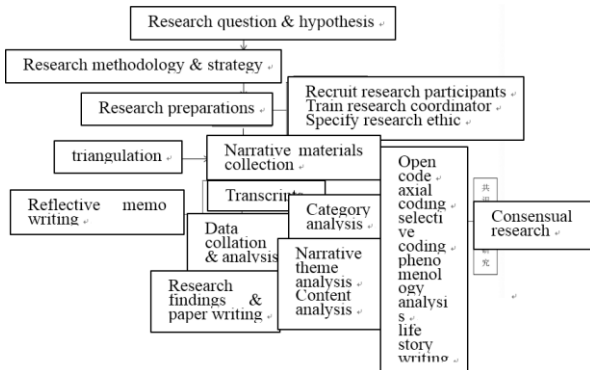 Research question & hypothesis
Research methodology & strategy
Research preparations
Recruit research participants
Train research coordinator
Specify research ethic
triangulation
Narrative materials
collection
Transcripts
Reflective memo
writing
Category
analysis
Data
collation
& analysis
Narrative
theme
analysis
Content
analysis
Research
findings &
paper writing
Open
code
axial
coding
selecti
ve
coding
pheno
menol
ogy
analysi
s
life
story
writing
共
究
Consensual
research